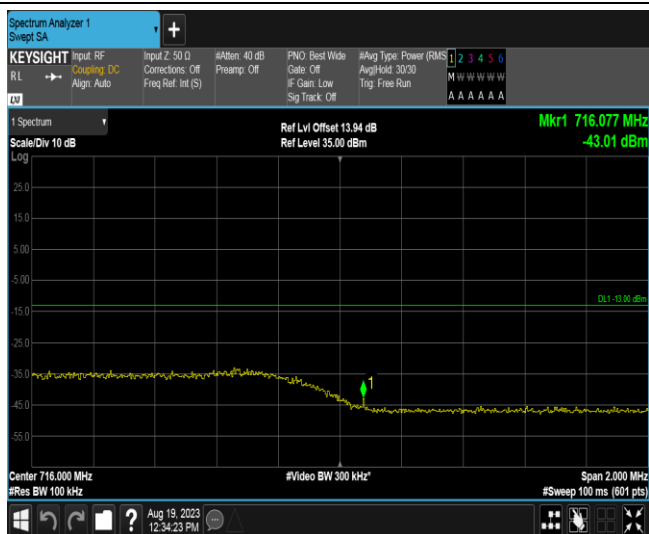 Spectrum Analyzer 1
Swept SA
+
KEYSIGHT
RL
LXI
Input: RF
Coupling: DC
Align: Auto
Input Z: 50 Ω
Corrections: Off
Freq Ref: Int (S)
#Atten: 40 dB
Preamp: Off
PNO: Best Wide
Gate: Off
IF Gain: Low
Sig Track: Off
#Avg Type: Power (RMS
Avg|Hold: 30/30
Trig: Free Run
1 2 3 4 5 6
M W W W W W
A A A A A A
1 Spectrum
Scale/Div 10 dB
Log
Ref Lvl Offset 13.94 dB
Ref Level 35.00 dBm
Mkr1 716.077 MHz
-43.01 dBm
25.0
15.0
5.00
-5.00
DL1 -13.00 dBm
-15.0
-25.0
-35.0
1
-45.0
-55.0
Center 716.000 MHz
#Res BW 100 kHz
#Video BW 300 kHz*
Span 2.000 MHz
#Sweep 100 ms (601 pts)
?
Aug 19, 2023
12:34:23 PM